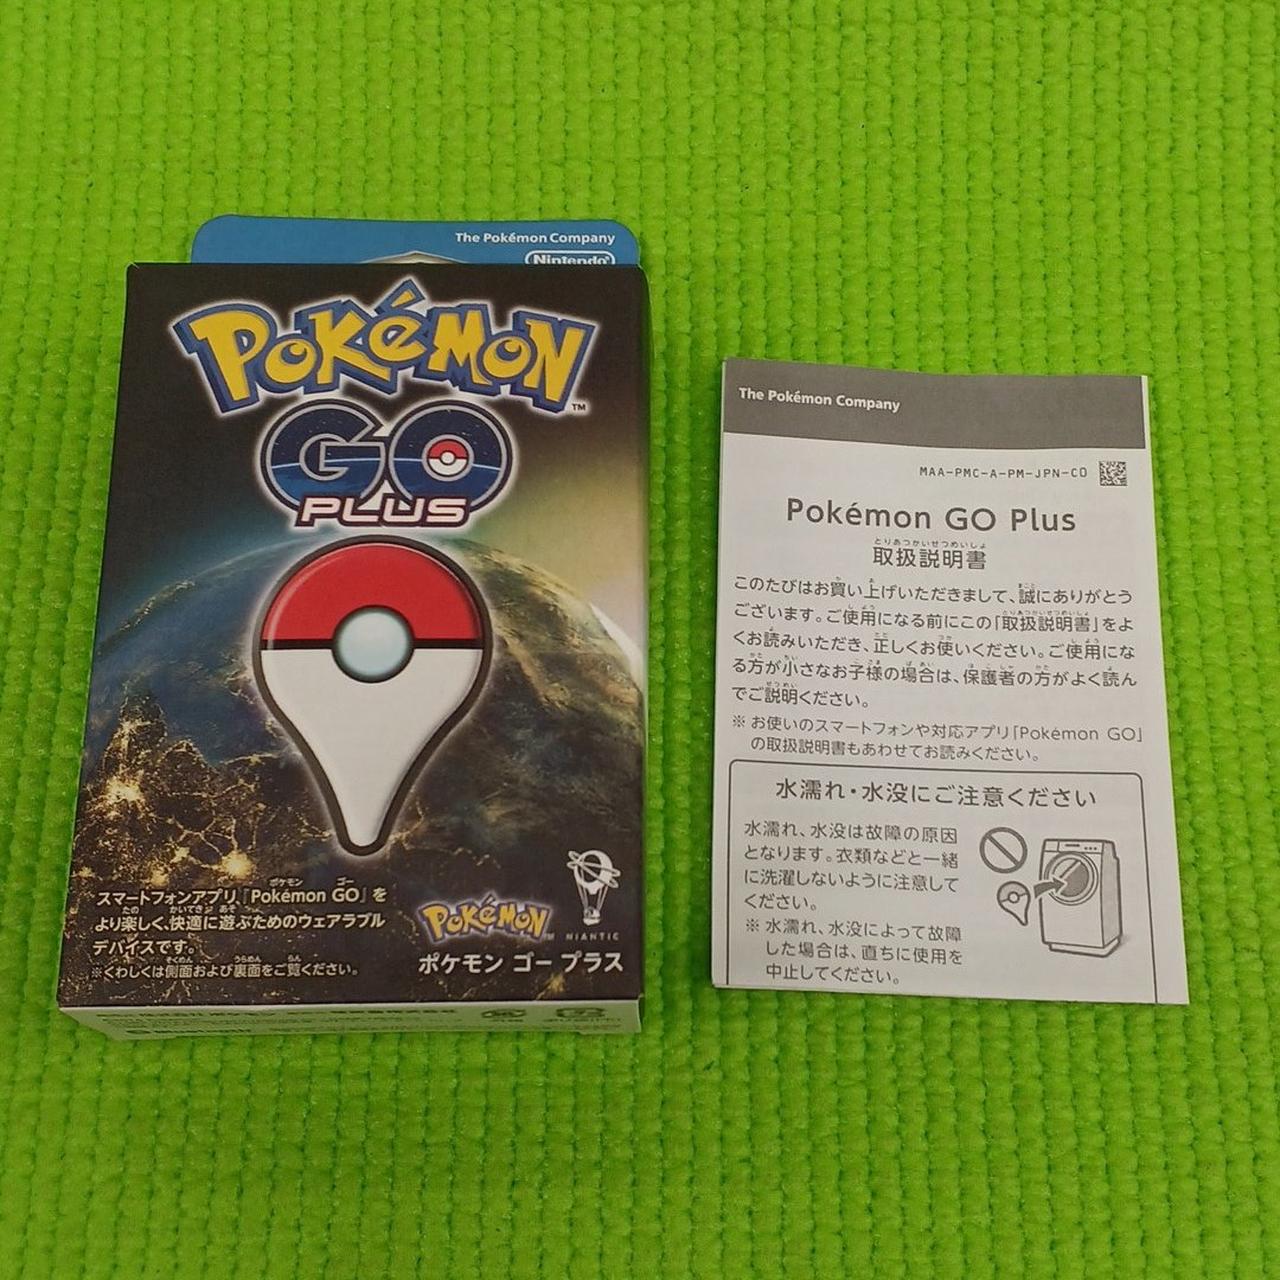 The Pokémon Company
Nintendo
POKÉMON
GO
PLUS
スマートフォンアプリ「Pokémon GO」を
より楽しく、快適に遊ぶためのウェアラブル
デバイスです。
※くわしくは側面および裏面をご覧ください。
POKÉMON
NIANTIC
ポケモン ゴー プラス
The Pokémon Company
MAA-PMC-A-PM-JPN-C0
Pokémon GO Plus
とりあつかいせつめいしょ
取扱説明書
このたびはお買い上げいただきまして、誠にありがとう
ございます。ご使用になる前にこの「取扱説明書」をよ
くお読みいただき、正しくお使いください。ご使用にな
る方が小さなお子様の場合は、保護者の方がよく読ん
でご説明ください。
※ お使いのスマートフォンや対応アプリ「Pokémon GO」
の取扱説明書もあわせてお読みください。
水濡れ・水没にご注意ください
水濡れ、水没は故障の原因
となります。衣類などと一緒
に洗濯しないように注意して
ください。
※ 水濡れ、水没によって故障
した場合は、直ちに使用を
中止してください。